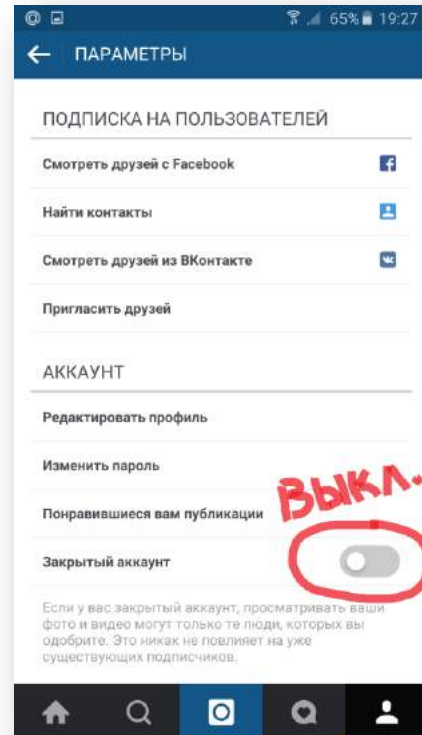 65% 19:27
ПАРАМЕТРЫ
ПОДПИСКА НА ПОЛЬЗОВАТЕЛЕЙ
Смотреть друзей с Facebook
Найти контакты
Смотреть друзей из ВКонтакте
Пригласить друзей
АККАУНТ
Редактировать профиль
Изменить пароль
ВЫКЛ.
Понравившиеся вам публикации
Закрытый аккаунт
Если у вас закрытый аккаунт, просматривать ваши
фото и видео могут только те люди, которых вы
одобрите. Это никак не повлияет на уже
существующих подписчиков.